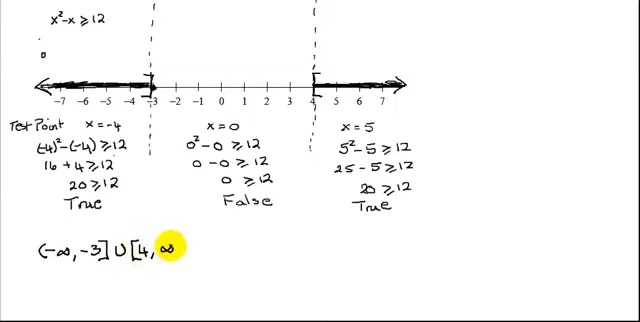 x²-x ≥ 12
0
-7 -6 -5 -4 -3 -2 -1 0 1 2 3 4 5 6 7
Test Point x = -4 x = 0 x = 5
(-4)² - (-4) ≥ 12 0² - 0 ≥ 12 5² - 5 ≥ 12
16 + 4 ≥ 12 0 - 0 ≥ 12 25 - 5 ≥ 12
20 ≥ 12 0 ≥ 12 20 ≥ 12
True False True
(-∞, -3] ∪ [4, ∞